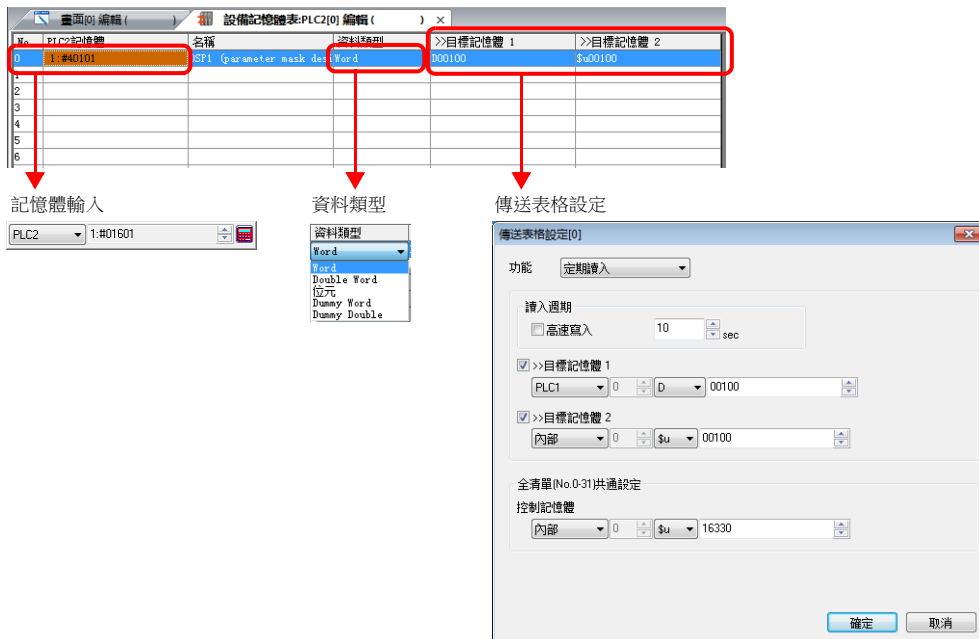 畫面[0] 編輯 ( )
設備記憶體表:PLC2[0] 編輯 ( ) ×
No. PLC2記憶體 名稱 資料類型 >>目標記憶體 1 >>目標記憶體 2
0 1:#40101 DSP1 (parameter mask des Word D00100 $u00100
1
2
3
4
5
6
記憶體輸入
PLC2 1:#01601
資料類型
資料類型
Word
Word
Double Word
位元
Dummy Word
Dummy Double
傳送表格設定
傳送表格設定[0]
功能 定期讀入
讀入週期
高速寫入 10 sec
>>目標記憶體 1
PLC1 0 D 00100
>>目標記憶體 2
內部 0 $u 00100
全清單(No.0-31)共通設定
控制記憶體
內部 0 $u 16330
確定 取消